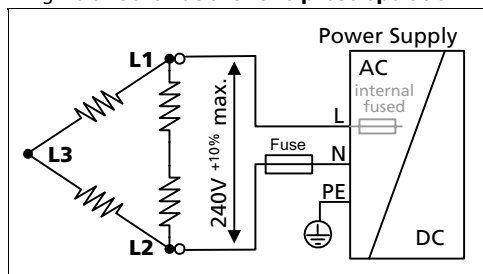 Power Supply
L1
AC
internal
fused
L
240V +10% max.
Fuse
N
L3
PE
L2
DC